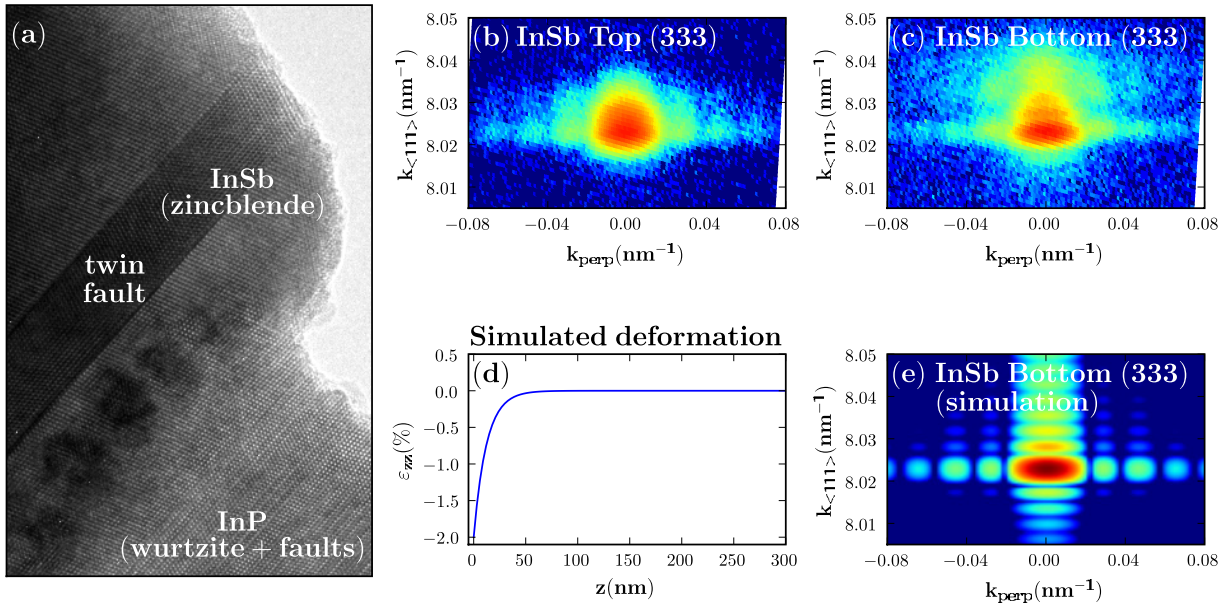 (a)
InSb
(zincblende)
twin
fault
InP
(wurtzite + faults)
(b) InSb Top (333)
k<111>(nm⁻¹)
8.05
8.04
8.03
8.02
8.01
−0.08 −0.04 0.00 0.04 0.08
kperp(nm⁻¹)
(c) InSb Bottom (333)
k<111>(nm⁻¹)
8.05
8.04
8.03
8.02
8.01
−0.08 −0.04 0.00 0.04 0.08
kperp(nm⁻¹)
Simulated deformation
(d)
εzz(%)
0.5
0.0
−0.5
−1.0
−1.5
−2.0
0 50 100 150 200 250 300
z(nm)
(e) InSb Bottom (333)
(simulation)
k<111>(nm⁻¹)
8.05
8.04
8.03
8.02
8.01
−0.08 −0.04 0.00 0.04 0.08
kperp(nm⁻¹)